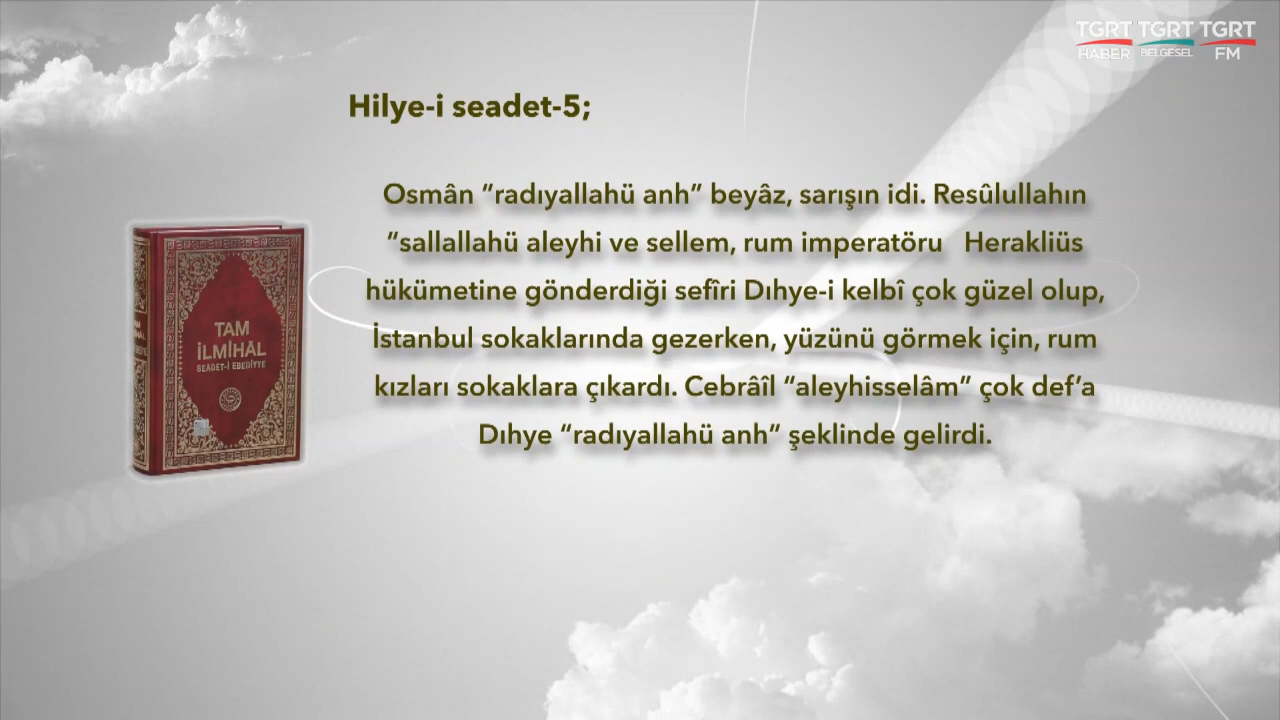 TGRT TGRT TGRT
HABER BELGESEL FM
Hilye-i seadet-5;
Osmân “radıyallahü anh” beyâz, sarışın idi. Resûlullahın
“sallallahü aleyhi ve sellem, rum imperatöru Herakliüs
hükümetine gönderdiği sefîri Dıhye-i kelbî çok güzel olup,
İstanbul sokaklarında gezerken, yüzünü görmek için, rum
kızları sokaklara çıkardı. Cebrâîl “aleyhisselâm” çok def’a
Dıhye “radıyallahü anh” şeklinde gelirdi.
TAM
İLMİHÂL
SEADET-İ EBEDİYYE